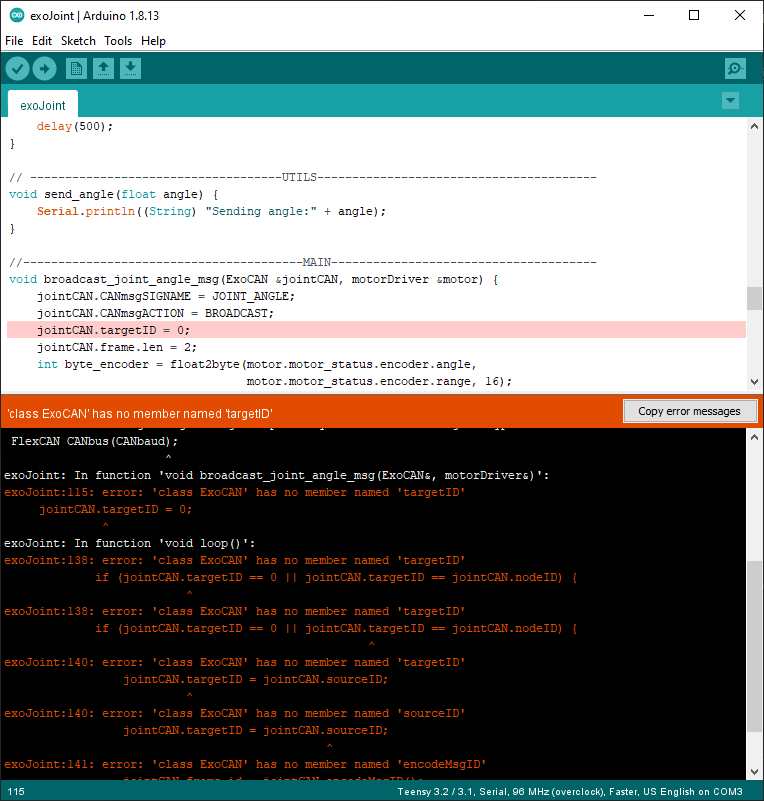 exoJoint | Arduino 1.8.13
File Edit Sketch Tools Help
exoJoint
delay(500);
}
// ------------------------------------UTILS----------------------------------------
void send_angle(float angle) {
Serial.println((String) "Sending angle:" + angle);
}
//----------------------------------------MAIN--------------------------------------
void broadcast_joint_angle_msg(ExoCAN &jointCAN, motorDriver &motor) {
jointCAN.CANmsgSIGNAME = JOINT_ANGLE;
jointCAN.CANmsgACTION = BROADCAST;
jointCAN.targetID = 0;
jointCAN.frame.len = 2;
int byte_encoder = float2byte(motor.motor_status.encoder.angle,
motor.motor_status.encoder.range, 16);
'class ExoCAN' has no member named 'targetID'
Copy error messages
FlexCAN CANbus(CANbaud);
^
exoJoint: In function 'void broadcast_joint_angle_msg(ExoCAN&, motorDriver&)':
exoJoint:115: error: 'class ExoCAN' has no member named 'targetID'
jointCAN.targetID = 0;
^
exoJoint: In function 'void loop()':
exoJoint:138: error: 'class ExoCAN' has no member named 'targetID'
if (jointCAN.targetID == 0 || jointCAN.targetID == jointCAN.nodeID) {
^
exoJoint:138: error: 'class ExoCAN' has no member named 'targetID'
if (jointCAN.targetID == 0 || jointCAN.targetID == jointCAN.nodeID) {
^
exoJoint:140: error: 'class ExoCAN' has no member named 'targetID'
jointCAN.targetID = jointCAN.sourceID;
^
exoJoint:140: error: 'class ExoCAN' has no member named 'sourceID'
jointCAN.targetID = jointCAN.sourceID;
^
exoJoint:141: error: 'class ExoCAN' has no member named 'encodeMsgID'
jointCAN.frame.id = jointCAN.encodeMsgID();
115
Teensy 3.2 / 3.1, Serial, 96 MHz (overclock), Faster, US English on COM3